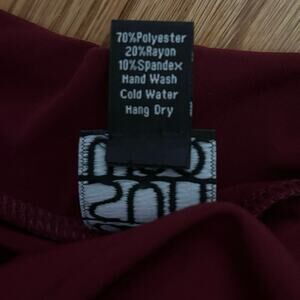 70%Polyester
20%Rayon
10%Spandex
Hand Wash
Cold Water
Hang Dry